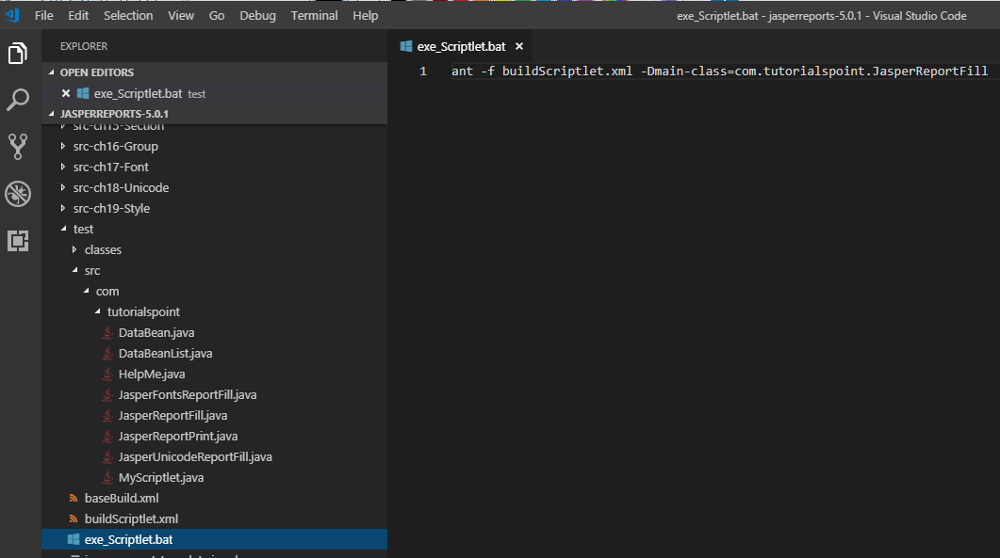 File Edit Selection View Go Debug Terminal Help
exe_Scriptlet.bat - jasperreports-5.0.1 - Visual Studio Code
EXPLORER
OPEN EDITORS
exe_Scriptlet.bat test
JASPERREPORTS-5.0.1
src-ch15-Section
src-ch16-Group
src-ch17-Font
src-ch18-Unicode
src-ch19-Style
test
classes
src
com
tutorialspoint
DataBean.java
DataBeanList.java
HelpMe.java
JasperFontsReportFill.java
JasperReportFill.java
JasperReportPrint.java
JasperUnicodeReportFill.java
MyScriptlet.java
baseBuild.xml
buildScriptlet.xml
exe_Scriptlet.bat
exe_Scriptlet.bat
1 ant -f buildScriptlet.xml -Dmain-class=com.tutorialspoint.JasperReportFill